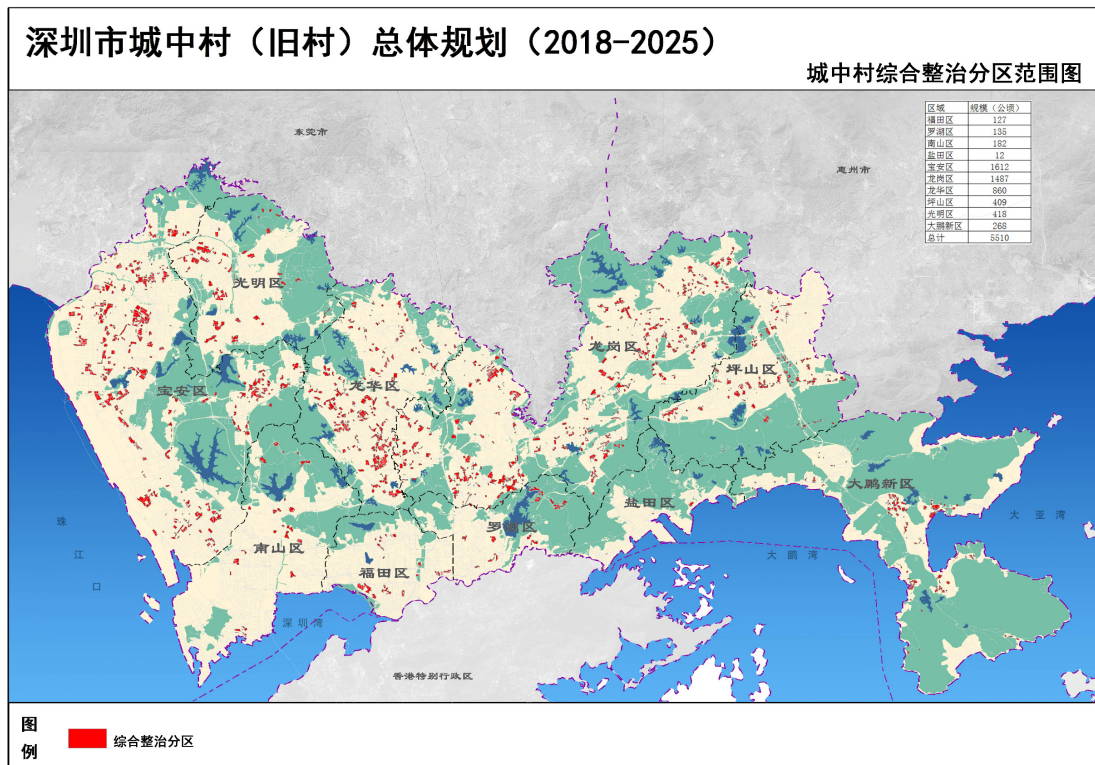 深圳市城中村（旧村）总体规划（2018-2025）
城中村综合整治分区范围图
区域 规模（公顷）
福田区 127
罗湖区 135
南山区 182
盐田区 12
宝安区 1612
龙岗区 1487
龙华区 860
坪山区 409
光明区 418
大鹏新区 268
总计 5510
东莞市
惠州市
光明区
龙岗区
坪山区
宝安区
龙华区
大鹏新区
盐田区
罗湖区
南山区
福田区
珠江口
深圳湾
大鹏湾
大亚湾
香港特别行政区
图例
综合整治分区